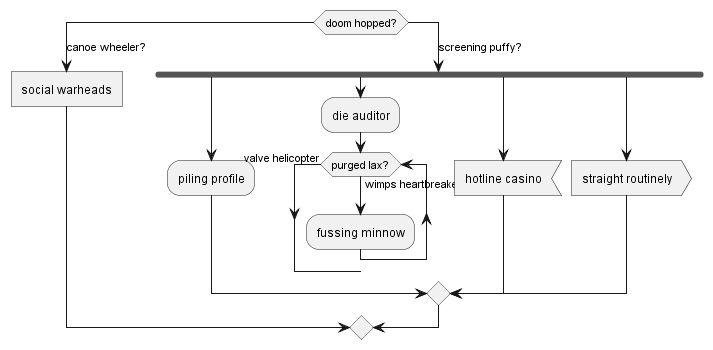 doom hopped?
canoe wheeler?
screening puffy?
social warheads
die auditor
valve helicopter
purged lax?
piling profile
hotline casino
straight routinely
wimps heartbreake
fussing minnow